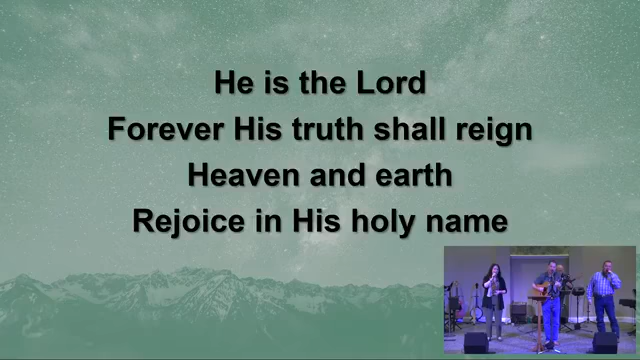 He is the Lord
Forever His truth shall reign
Heaven and earth
Rejoice in His holy name